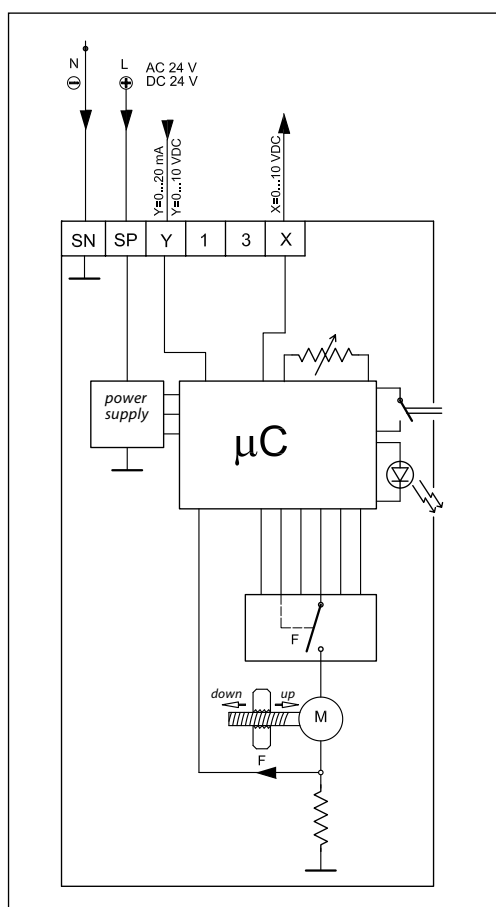 N
L
AC 24 V
DC 24 V
Y=0...20 mA
Y=0...10 VDC
X=0...10 VDC
SN SP Y 1 3 X
power
supply
µC
F
down
up
M
F